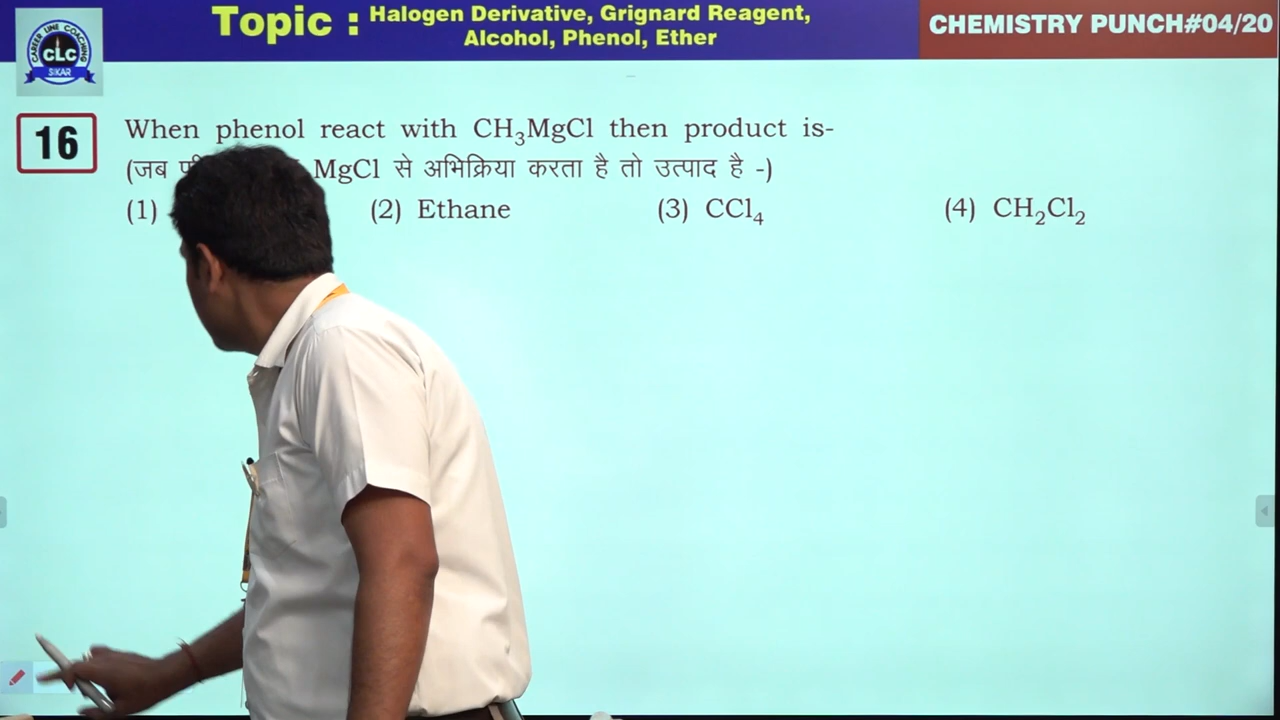 Topic : Halogen Derivative, Grignard Reagent,
Alcohol, Phenol, Ether
CHEMISTRY PUNCH#04/20
CAREER LINE COACHING
CLC
SIKAR
16
When phenol react with CH₃MgCl then product is-
(जब MgCl से अभिक्रिया करता है तो उत्पाद है -)
(1) (2) Ethane (3) CCl₄ (4) CH₂Cl₂